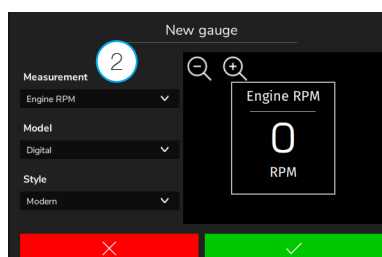 New gauge
2
Measurement
Engine RPM
Model
Digital
Style
Modern
Engine RPM
0
RPM